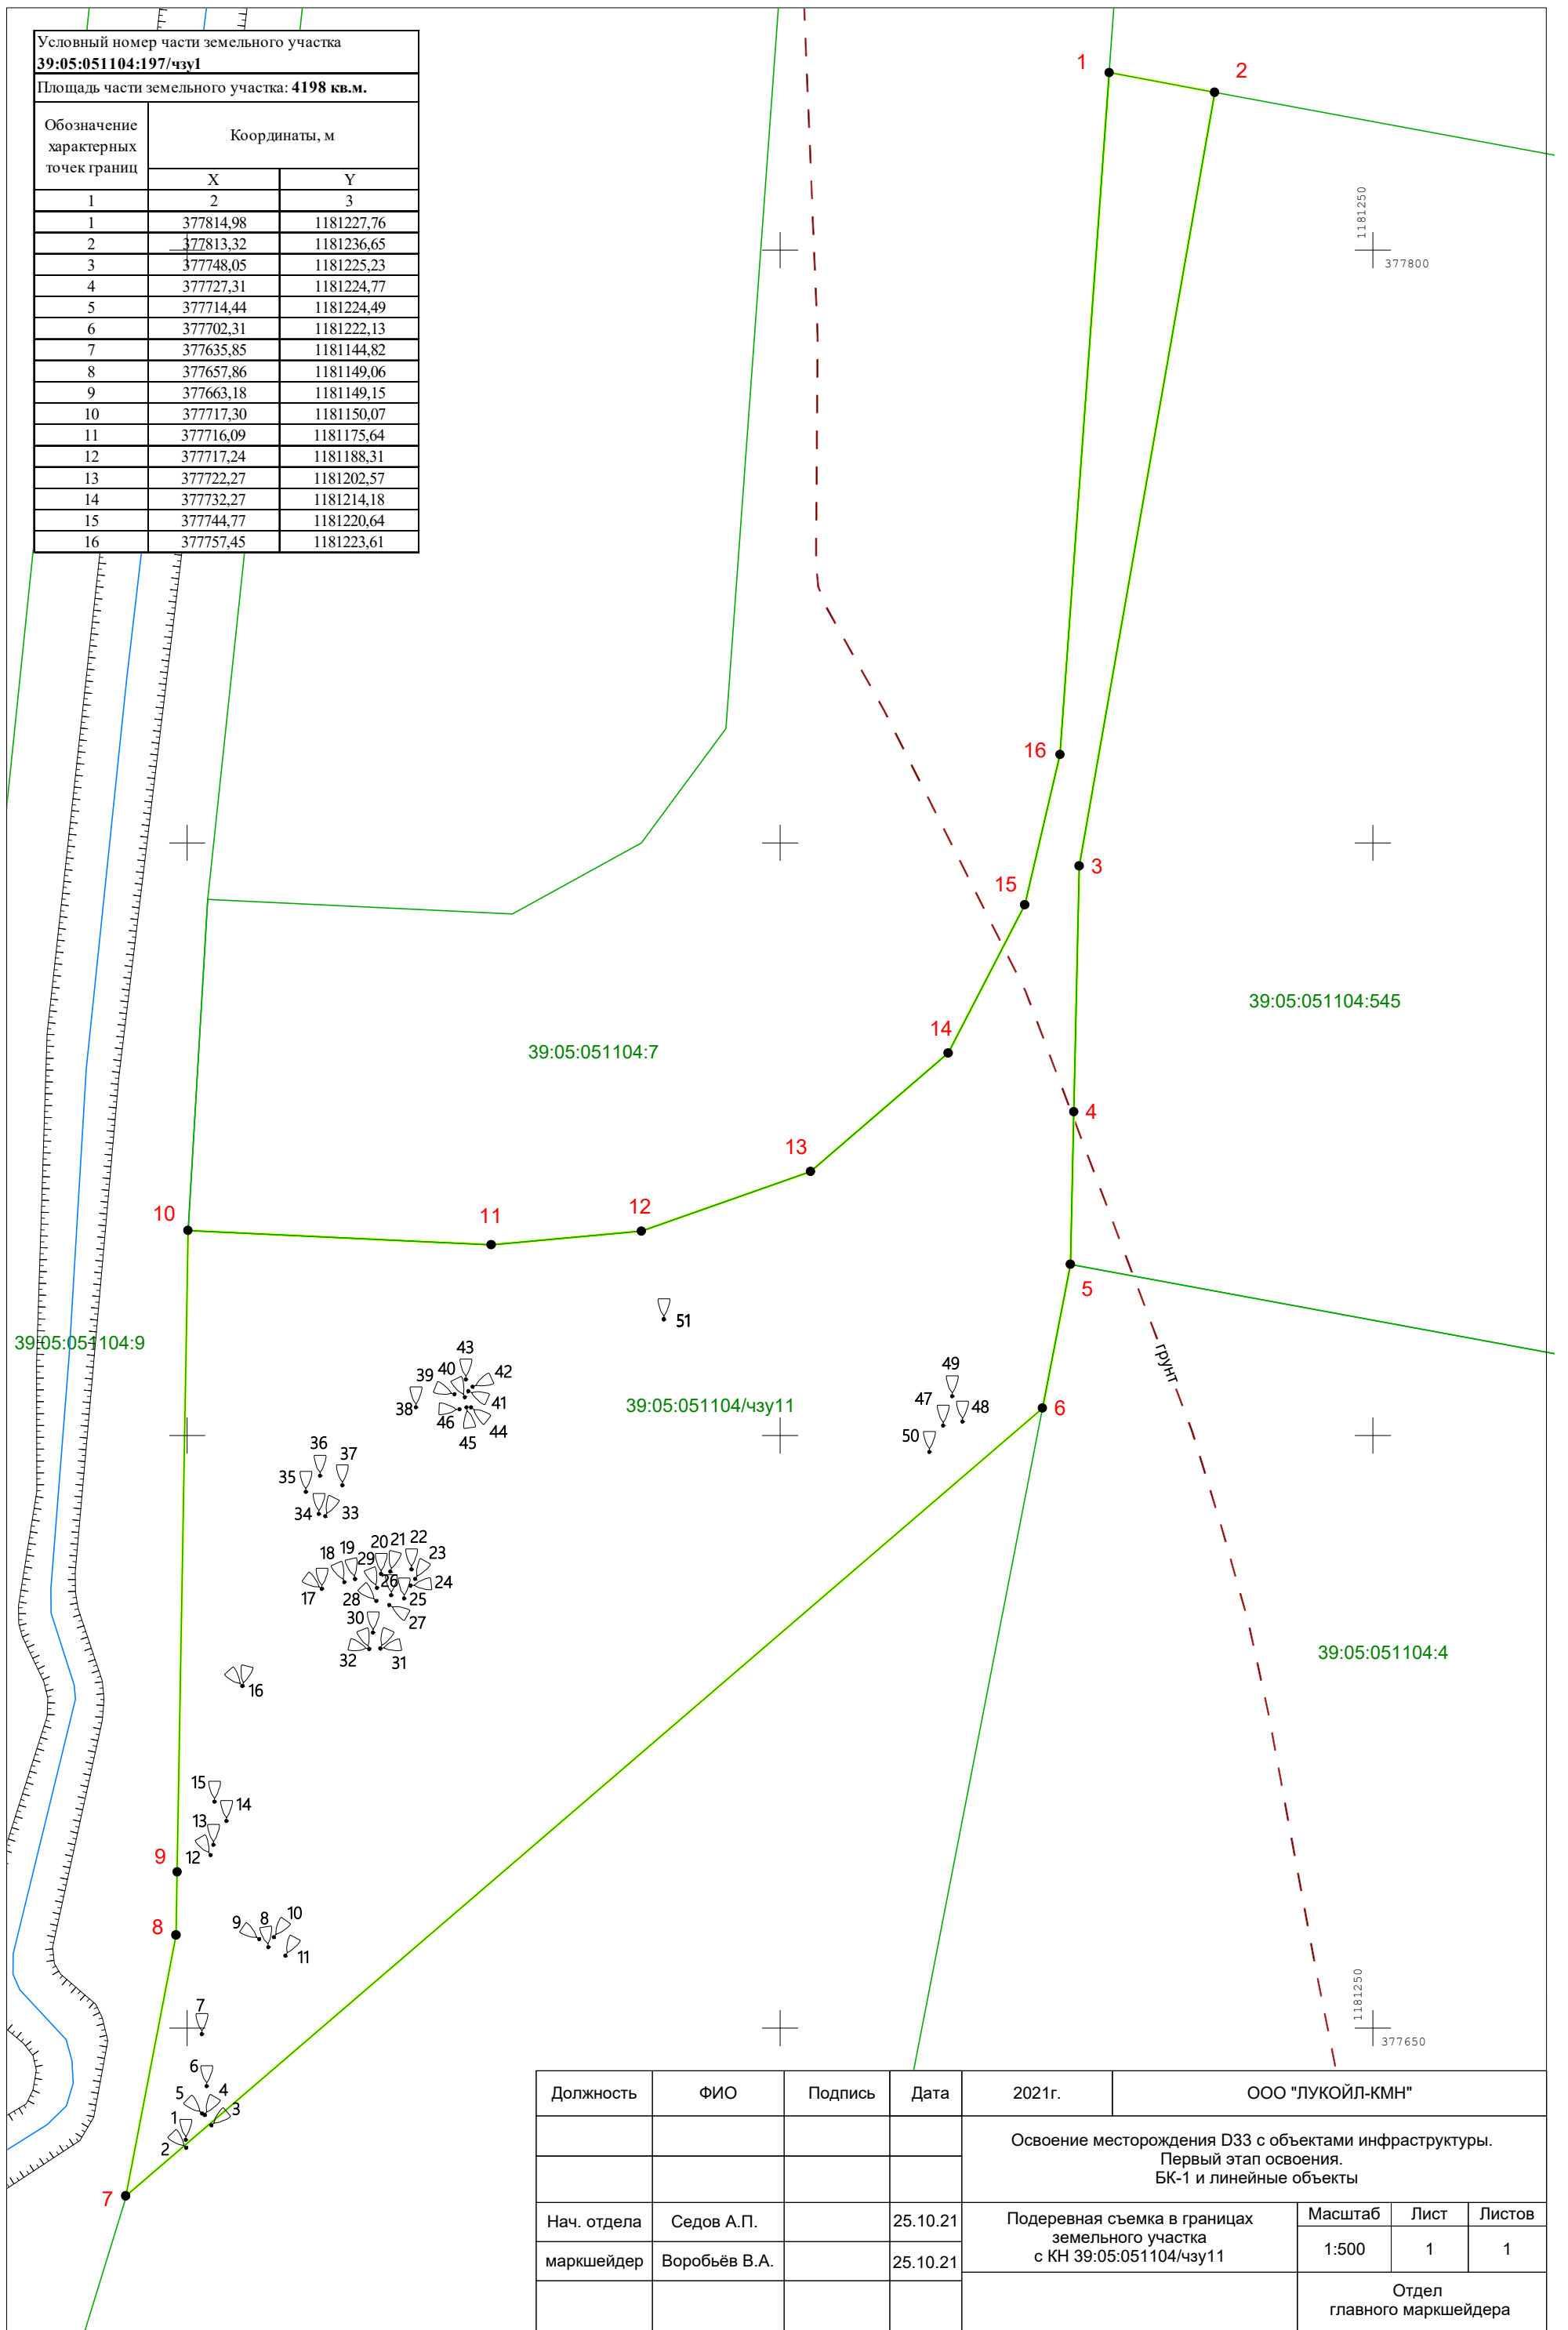 Условный номер части земельного участка
39:05:051104:197/чзу1
Площадь части земельного участка: 4198 кв.м.
Обозначение характерных точек границ
Координаты, м
X Y
1 2 3
1 377814,98 1181227,76
2 377813,32 1181236,65
3 377748,05 1181225,23
4 377727,31 1181224,77
5 377714,44 1181224,49
6 377702,31 1181222,13
7 377635,85 1181144,82
8 377657,86 1181149,06
9 377663,18 1181149,15
10 377717,30 1181150,07
11 377716,09 1181175,64
12 377717,24 1181188,31
13 377722,27 1181202,57
14 377732,27 1181214,18
15 377744,77 1181220,64
16 377757,45 1181223,61
1
2
1181250
377800
16
3
15
39:05:051104:545
14
39:05:051104:7
4
13
10
11
12
5
51
39:05:051104:9
грунт
43
40
42
39
41
38
46
44
45
39:05:051104/чзу11
49
47
48
50
6
36
37
35
34
33
20
21
22
19
18
29
23
26
24
17
28
25
27
30
32
31
39:05:051104:4
16
15
14
13
12
9
8
9
8
10
11
7
1181250
377650
6
5
4
3
1
2
7
Должность ФИО Подпись Дата 2021г. ООО "ЛУКОЙЛ-КМН"
Освоение месторождения D33 с объектами инфраструктуры.
Первый этап освоения.
БК-1 и линейные объекты
Нач. отдела Седов А.П. 25.10.21
маркшейдер Воробьёв В.А. 25.10.21
Подеревная съемка в границах
земельного участка
с КН 39:05:051104/чзу11
Масштаб Лист Листов
1:500 1 1
Отдел
главного маркшейдера